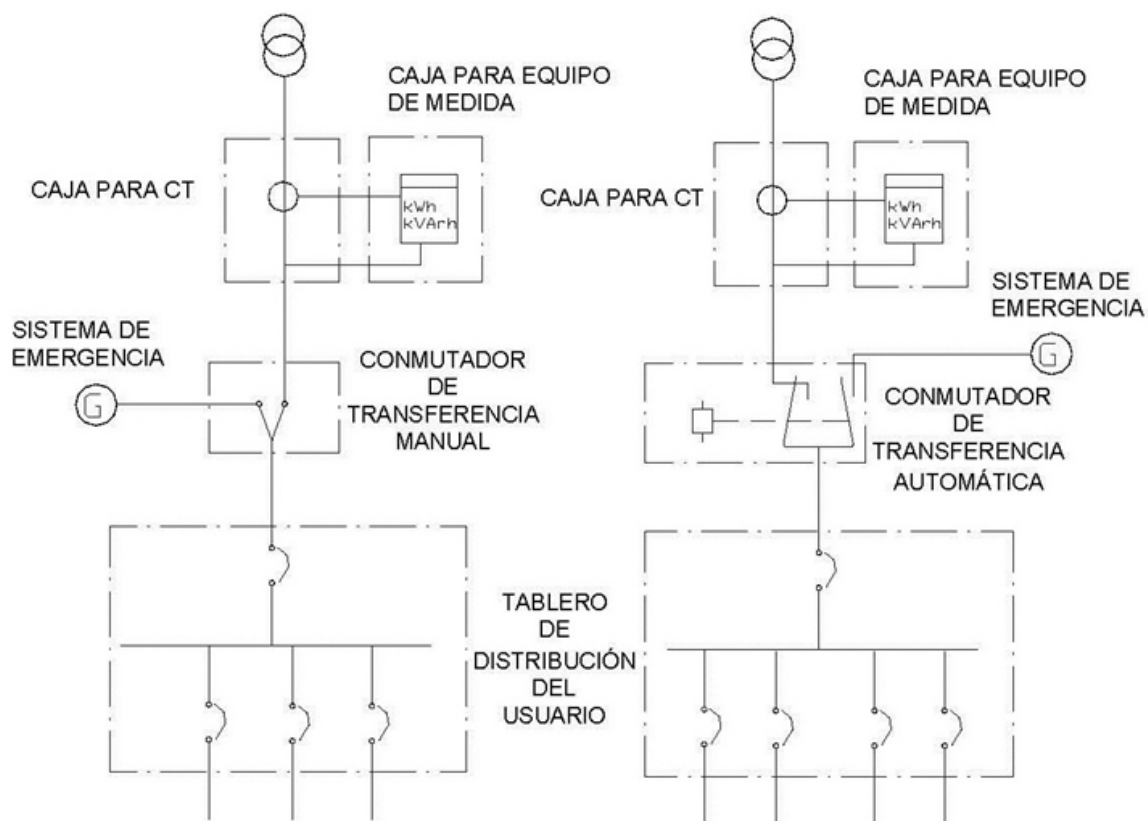 CAJA PARA EQUIPO
DE MEDIDA
CAJA PARA CT
kWh
kVArh
SISTEMA DE
EMERGENCIA
G
CONMUTADOR
DE
TRANSFERENCIA
MANUAL
CAJA PARA EQUIPO
DE MEDIDA
CAJA PARA CT
kWh
kVArh
SISTEMA DE
EMERGENCIA
G
CONMUTADOR
DE
TRANSFERENCIA
AUTOMÁTICA
TABLERO
DE
DISTRIBUCIÓN
DEL
USUARIO